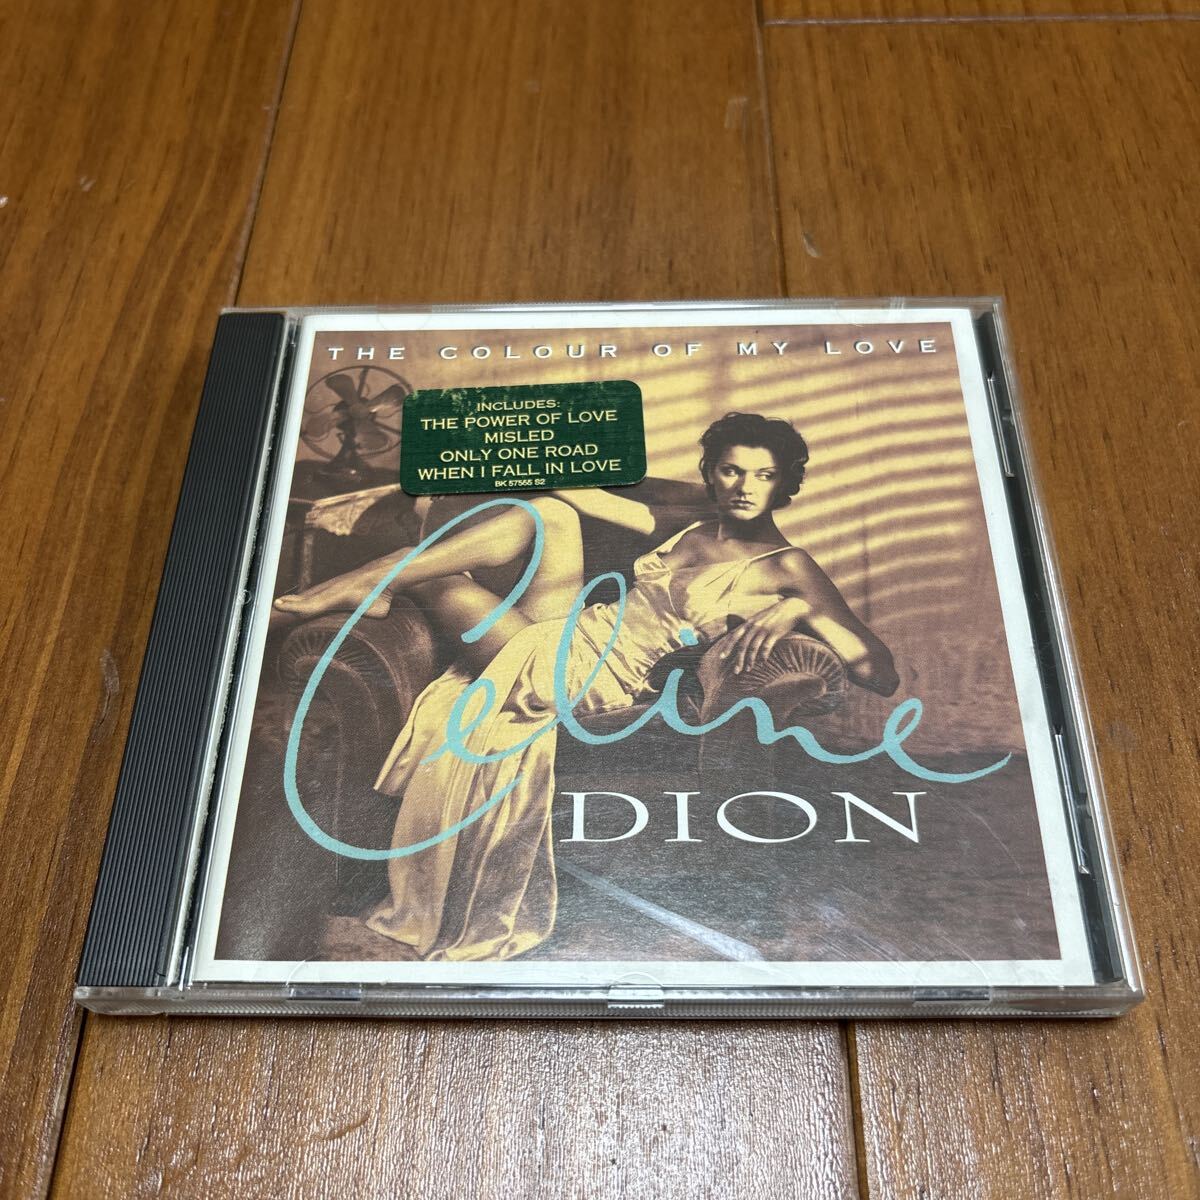 THE COLOUR OF MY LOVE
INCLUDES:
THE POWER OF LOVE
MISLED
ONLY ONE ROAD
WHEN I FALL IN LOVE
BK 57555 S2
Celine
DION